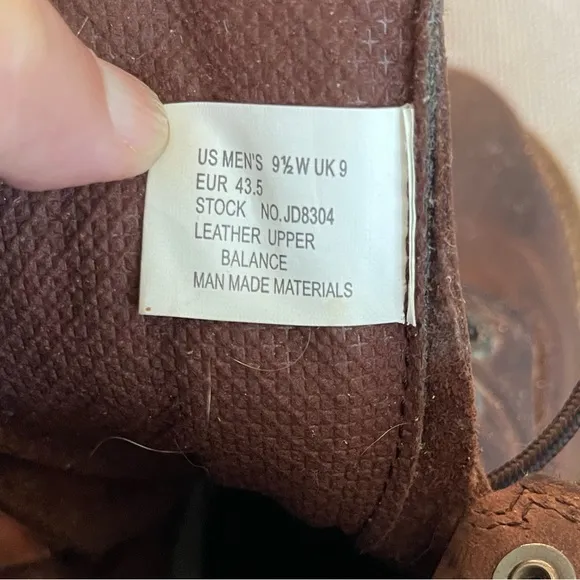 US MEN'S 9½ W UK 9
EUR 43.5
STOCK NO.JD8304
LEATHER UPPER
BALANCE
MAN MADE MATERIALS